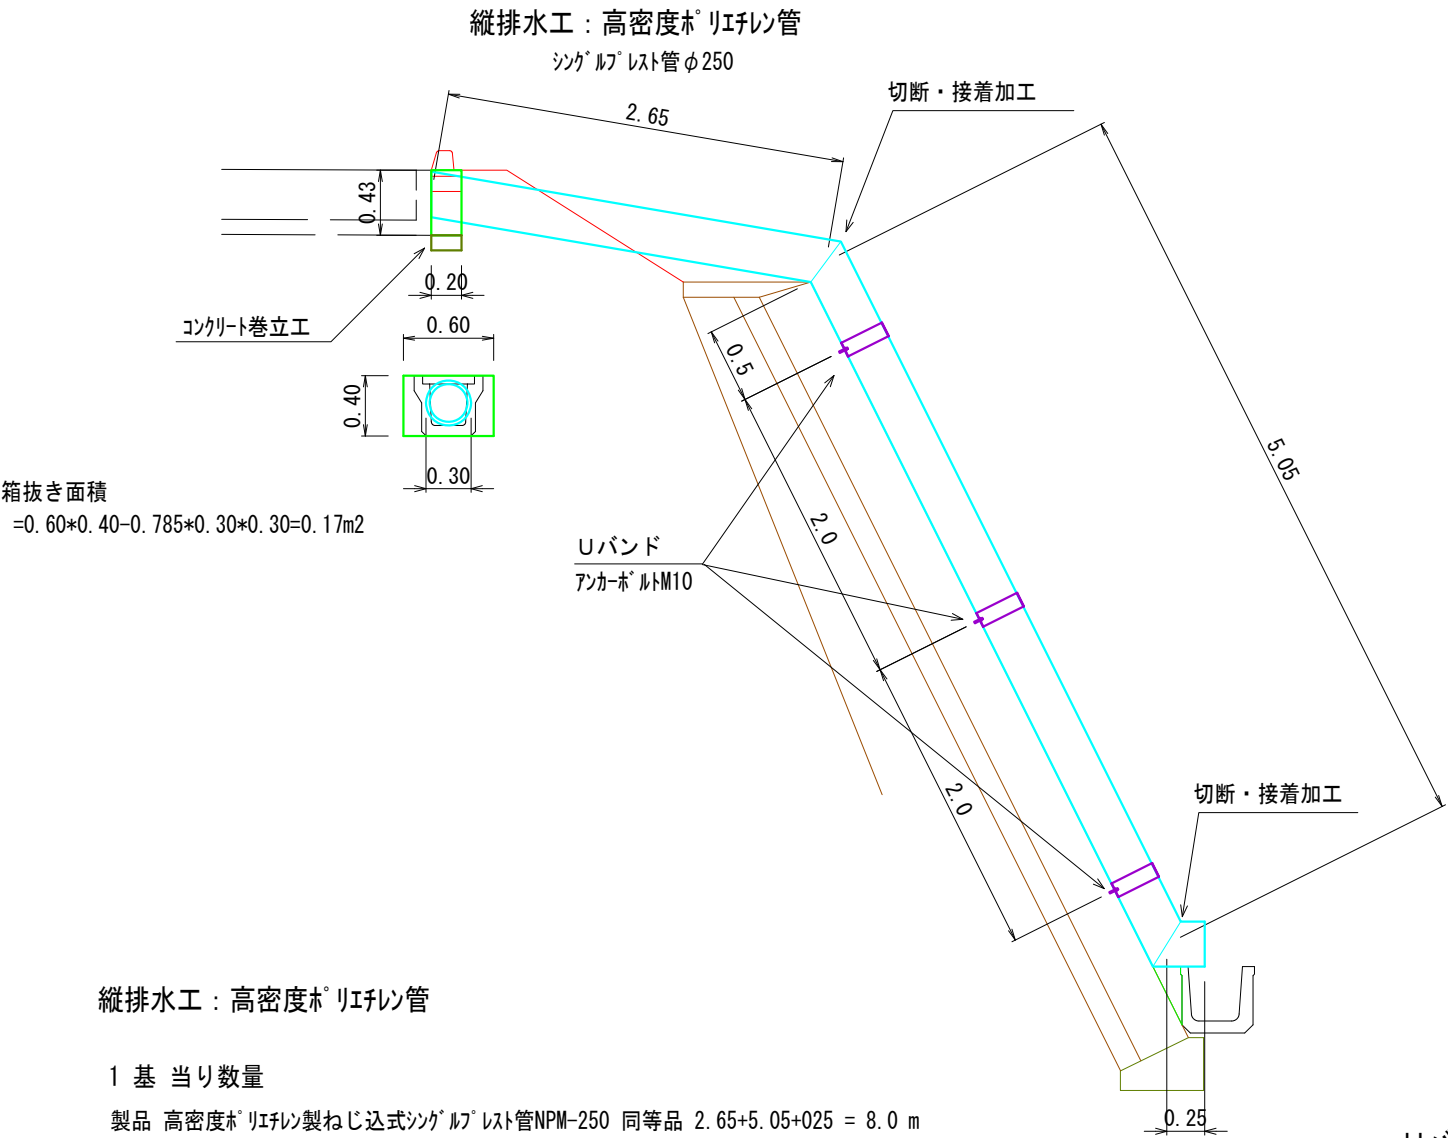 縦排水工：高密度ﾎﾟﾘｴﾁﾚﾝ管
ｼﾝｸﾞﾙﾌﾟﾚｽﾄ管φ250
切断・接着加工
2.65
0.43
0.20
コンクリート巻立工
0.60
0.40
0.30
箱抜き面積
=0.60*0.40-0.785*0.30*0.30=0.17m2
0.5
2.0
5.05
Uバンド
ｱﾝｶｰﾎﾞﾙﾄM10
2.0
切断・接着加工
0.25
縦排水工：高密度ﾎﾟﾘｴﾁﾚﾝ管
1 基 当り数量
製品 高密度ﾎﾟﾘｴﾁﾚﾝ製ねじ込式ｼﾝｸﾞﾙﾌﾟﾚｽﾄ管NPM-250 同等品 2.65+5.05+025 = 8.0 m